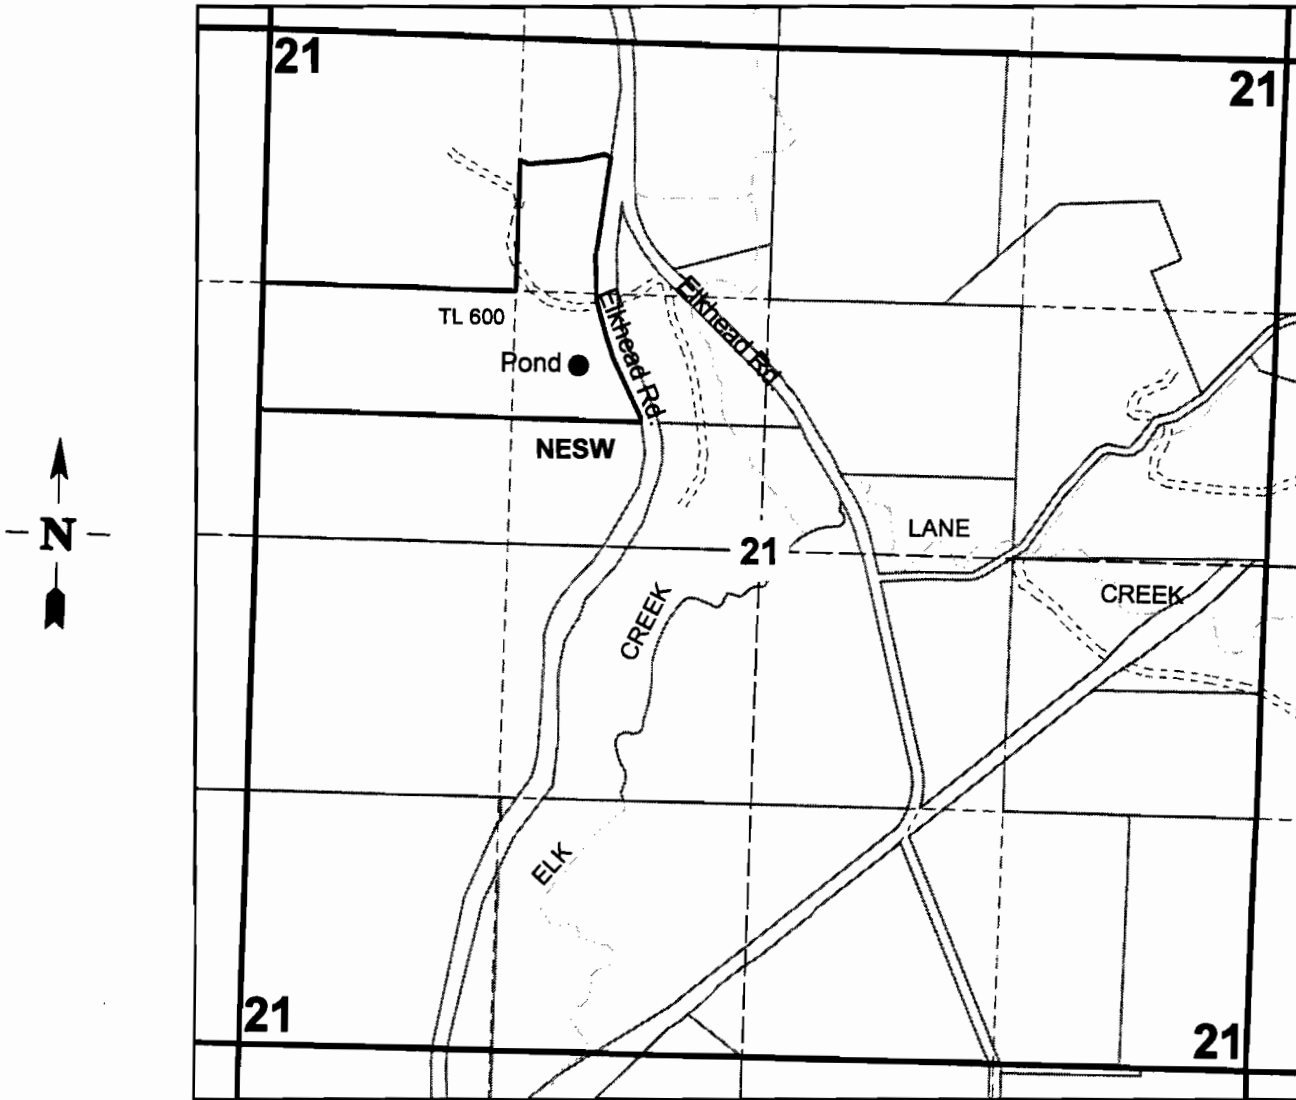 21
21
Elkhead Rd.
Elkhead Rd.
TL 600
Pond
NESW
N
21
LANE
CREEK
CREEK
ELK
21
21